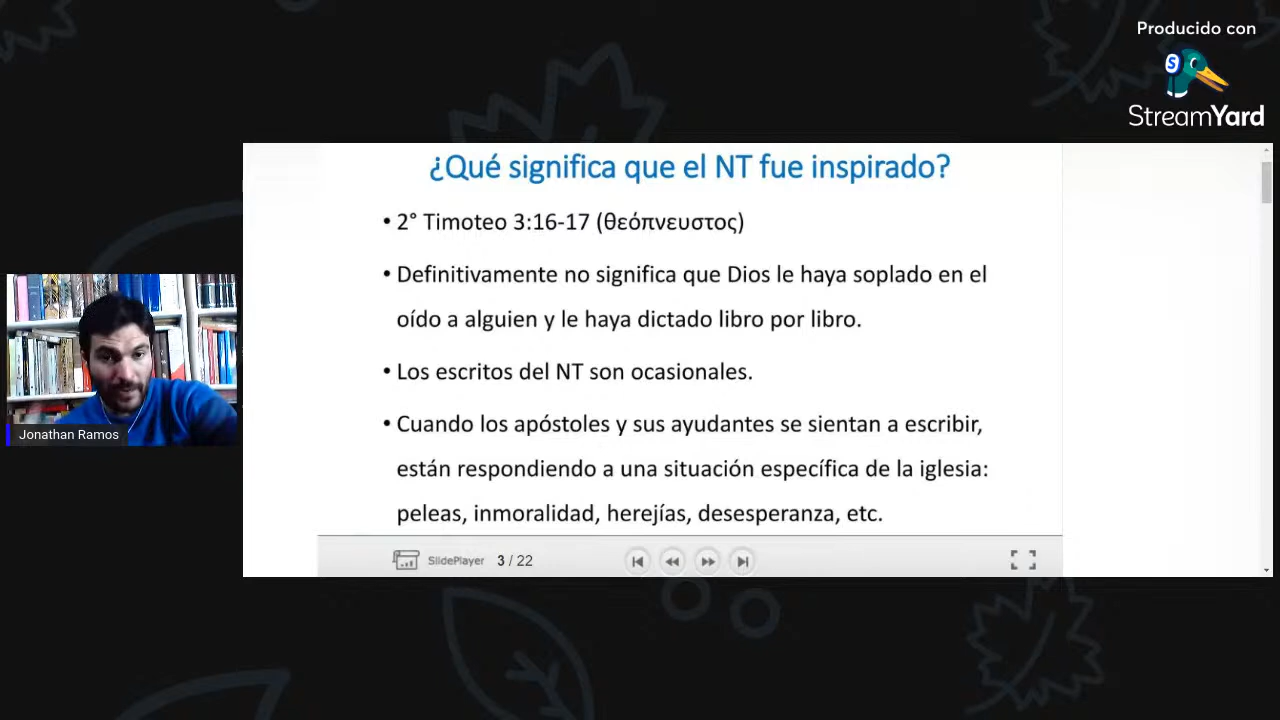 Producido con
StreamYard
¿Qué significa que el NT fue inspirado?
• 2° Timoteo 3:16-17 (θεόπνευστος)
• Definitivamente no significa que Dios le haya soplado en el
oído a alguien y le haya dictado libro por libro.
• Los escritos del NT son ocasionales.
• Cuando los apóstoles y sus ayudantes se sientan a escribir,
están respondiendo a una situación específica de la iglesia:
peleas, inmoralidad, herejías, desesperanza, etc.
SlidePlayer 3 / 22
Jonathan Ramos